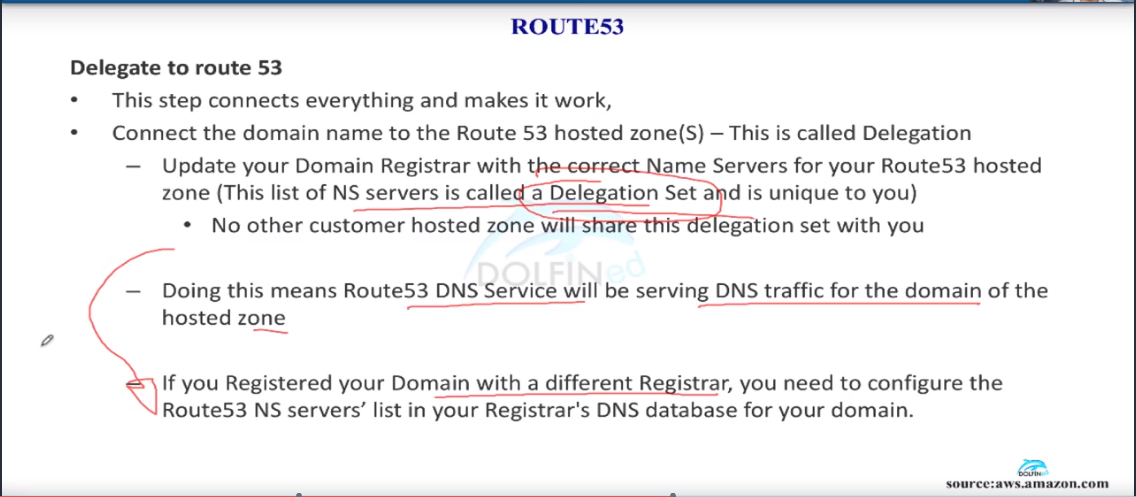 ROUTE53
Delegate to route 53
• This step connects everything and makes it work,
• Connect the domain name to the Route 53 hosted zone(S) – This is called Delegation
– Update your Domain Registrar with the correct Name Servers for your Route53 hosted
zone (This list of NS servers is called a Delegation Set and is unique to you)
• No other customer hosted zone will share this delegation set with you
DOLFINed
– Doing this means Route53 DNS Service will be serving DNS traffic for the domain of the
hosted zone
– If you Registered your Domain with a different Registrar, you need to configure the
Route53 NS servers’ list in your Registrar's DNS database for your domain.
DOLFINed
source:aws.amazon.com